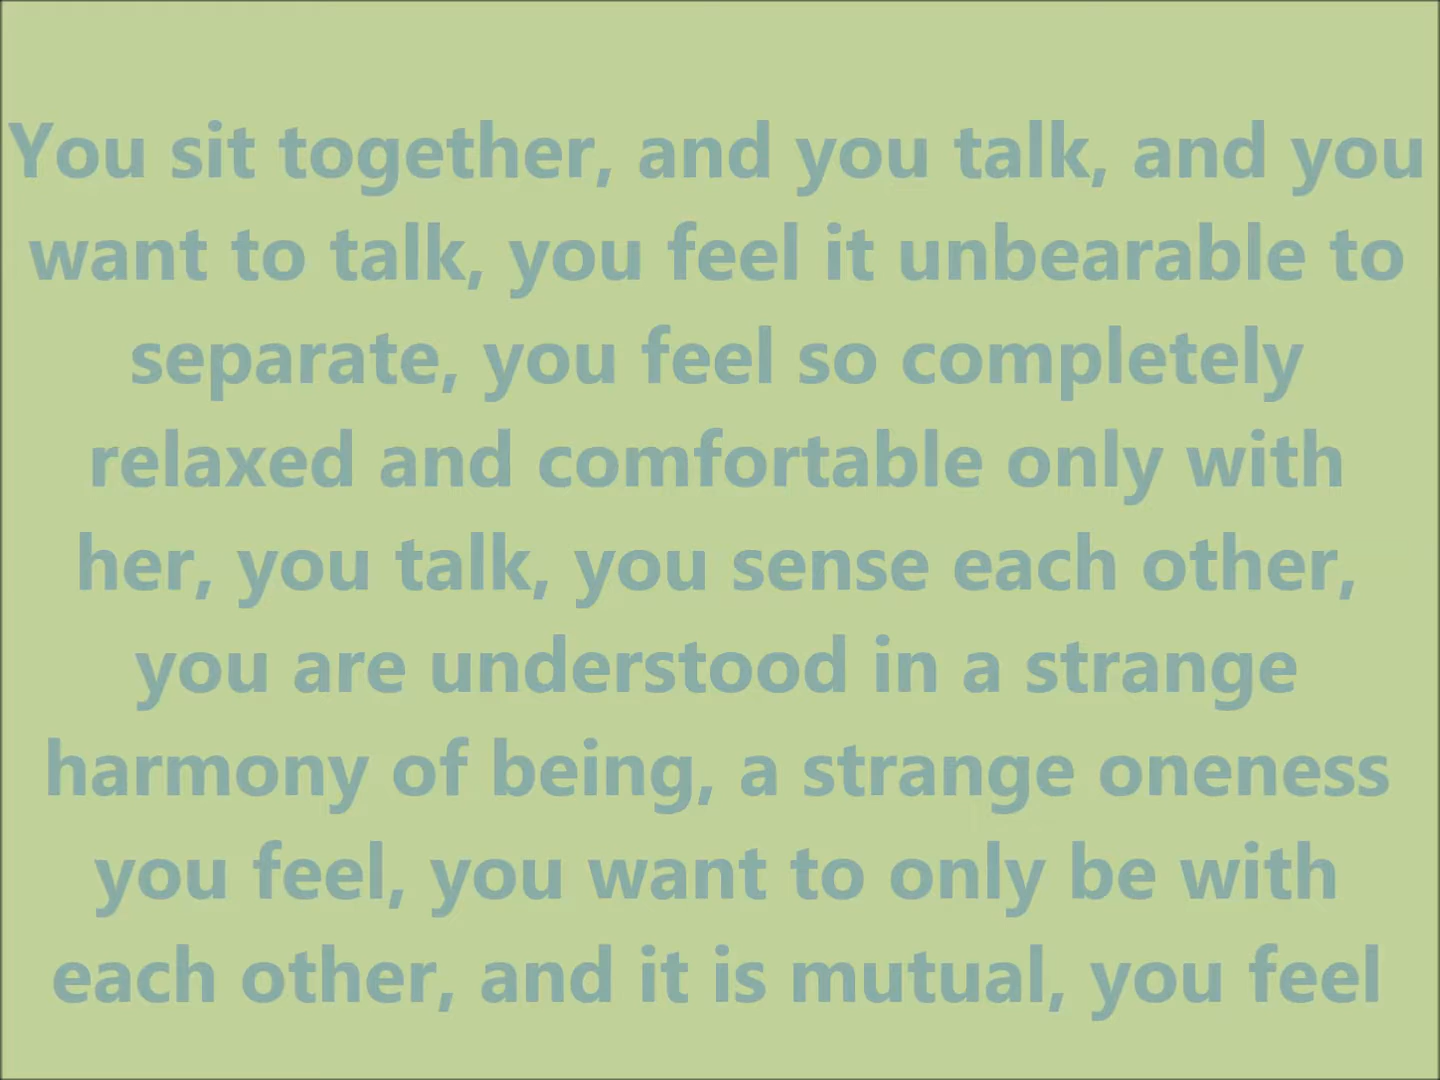 You sit together, and you talk, and you
want to talk, you feel it unbearable to
separate, you feel so completely
relaxed and comfortable only with
her, you talk, you sense each other,
you are understood in a strange
harmony of being, a strange oneness
you feel, you want to only be with
each other, and it is mutual, you feel